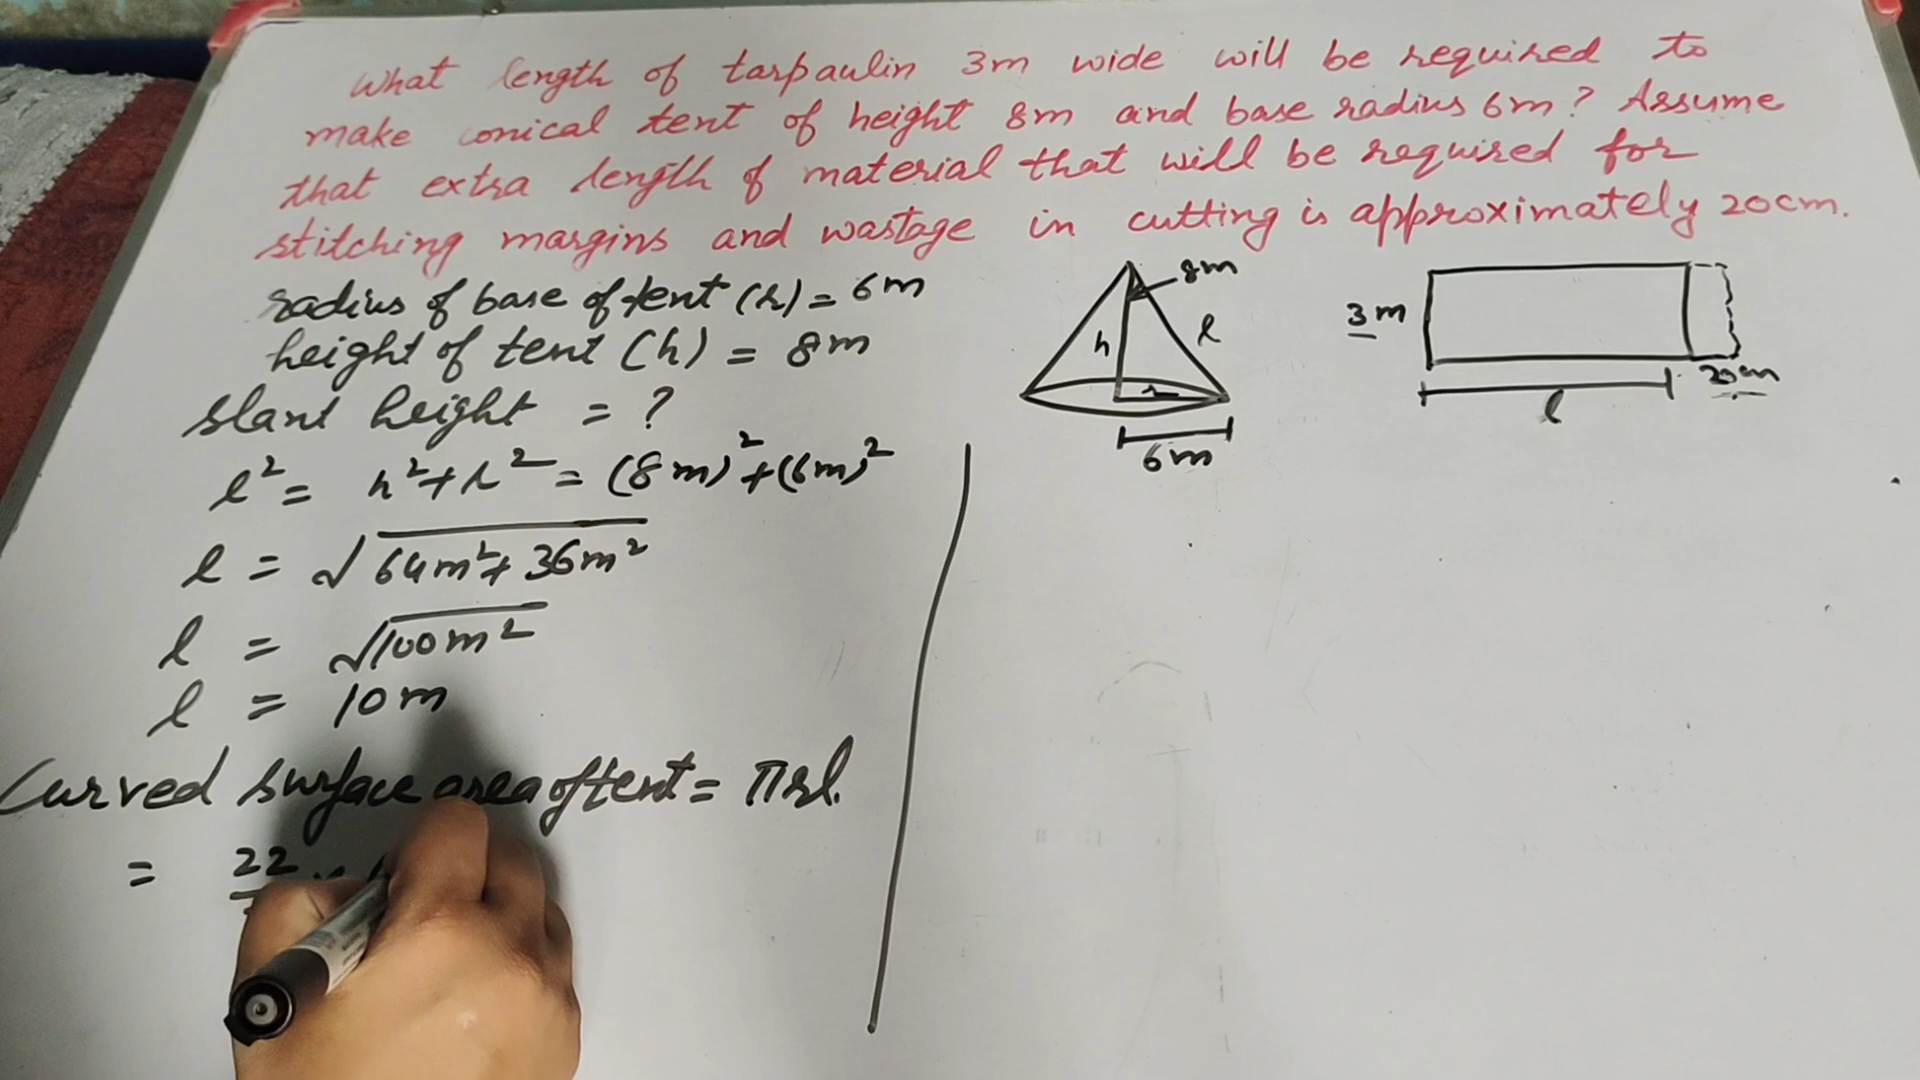 What length of tarpaulin 3m wide will be required to
make conical tent of height 8m and base radius 6m? Assume
that extra length of material that will be required for
stitching margins and wastage in cutting is approximately 20cm.
radius of base of tent (r) = 6m
height of tent (h) = 8m
slant height = ?
l² = h²+r² = (8m)²+(6m)²
l = √64m²+36m²
l = √100m²
l = 10m
Curved surface area of tent = πrl.
= 22
8m
h
l
r
6m
3m
l
20cm